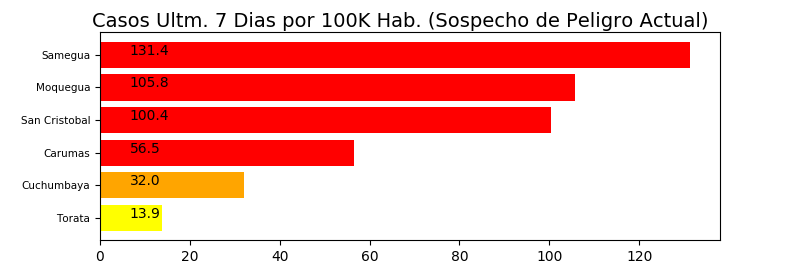 Casos Ultm. 7 Dias por 100K Hab. (Sospecho de Peligro Actual)
Samegua 131.4
Moquegua 105.8
San Cristobal 100.4
Carumas 56.5
Cuchumbaya 32.0
Torata 13.9
0 20 40 60 80 100 120